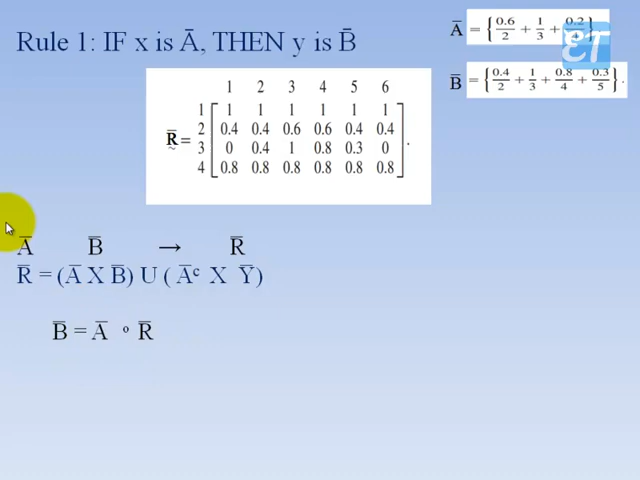 Rule 1: IF x is Ā, THEN y is B̄
Ā = { 0.6/2 + 1/3 + 0.2/4 }
B̄ = { 0.4/2 + 1/3 + 0.8/4 + 0.3/5 } .
ET
1 2 3 4 5 6
1 1 1 1 1 1 1
2 0.4 0.4 0.6 0.6 0.4 0.4
R̄ = 3 0 0.4 1 0.8 0.3 0 .
4 0.8 0.8 0.8 0.8 0.8 0.8
Ā B̄ → R̄
R̄ = (Ā X B̄) U ( Āᶜ X Ȳ)
B̄ = Ā ° R̄